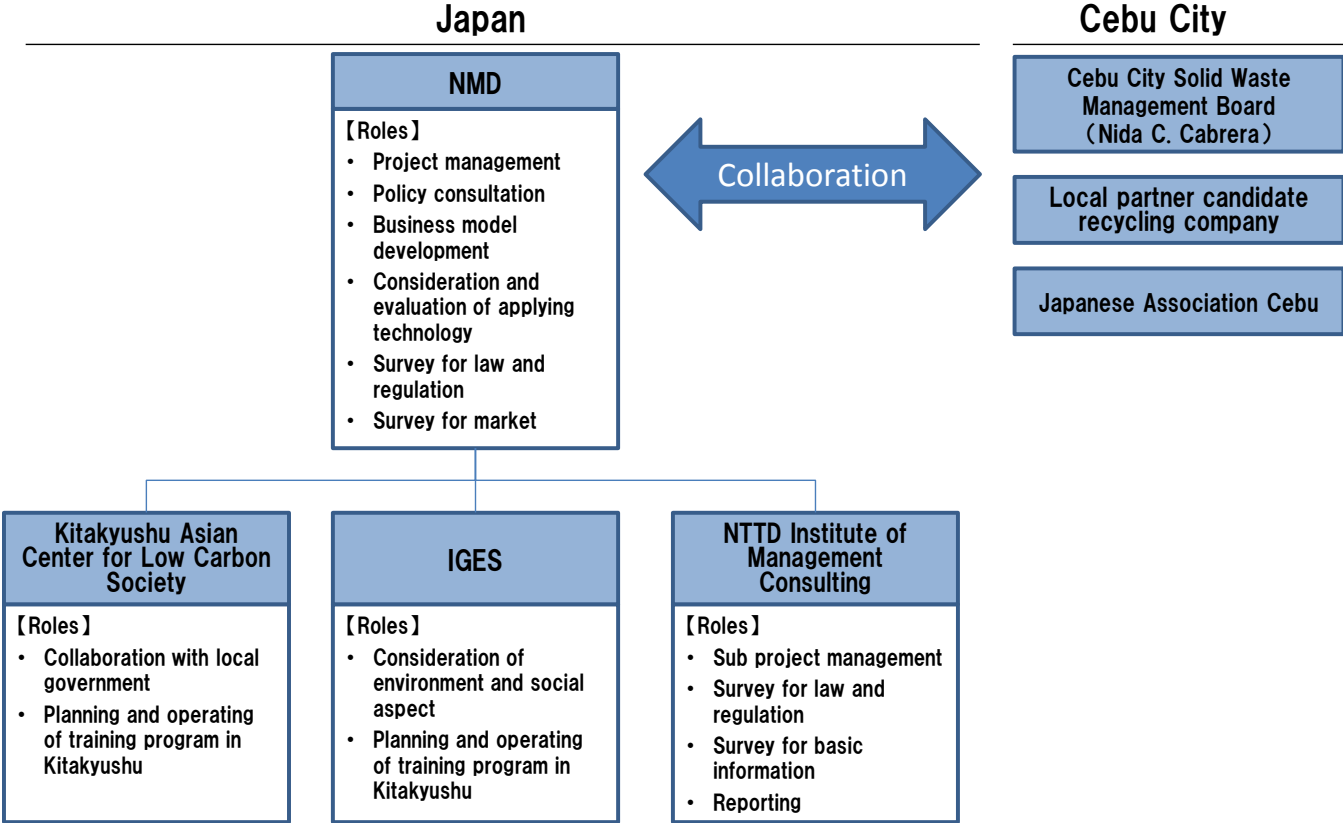 Japan
Cebu City
NMD
【Roles】
• Project management
• Policy consultation
• Business model
development
• Consideration and
evaluation of applying
technology
• Survey for law and
regulation
• Survey for market
Collaboration
Cebu City Solid Waste
Management Board
（Nida C. Cabrera）
Local partner candidate
recycling company
Japanese Association Cebu
Kitakyushu Asian
Center for Low Carbon
Society
【Roles】
• Collaboration with local
government
• Planning and operating
of training program in
Kitakyushu
IGES
【Roles】
• Consideration of
environment and social
aspect
• Planning and operating
of training program in
Kitakyushu
NTTD Institute of
Management
Consulting
【Roles】
• Sub project management
• Survey for law and
regulation
• Survey for basic
information
• Reporting